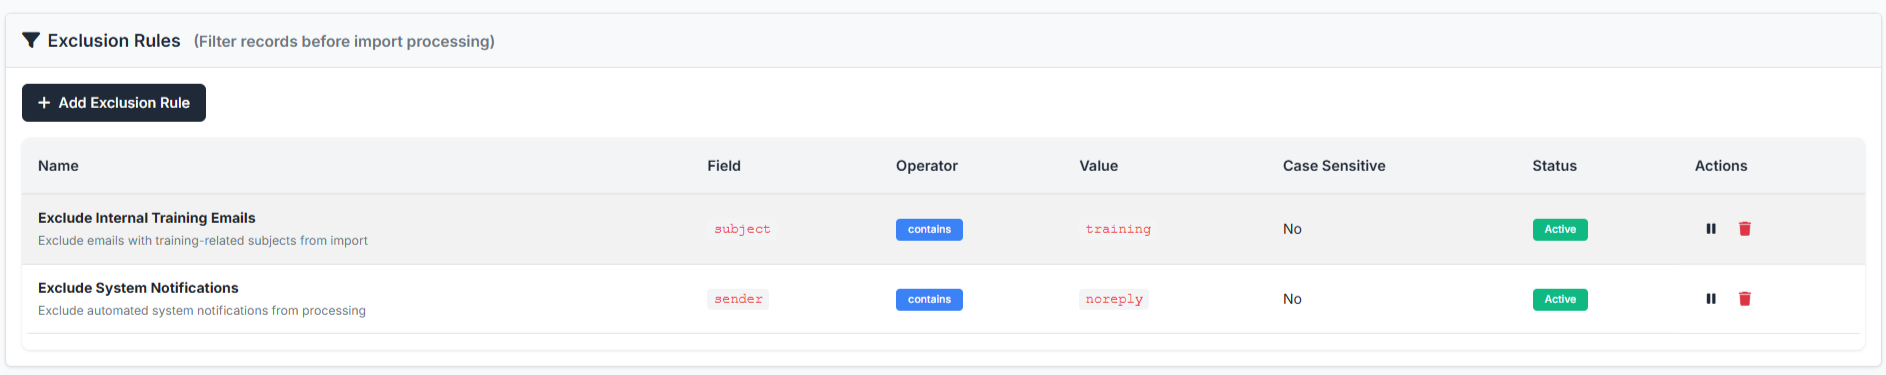 Exclusion Rules (Filter records before import processing)
+ Add Exclusion Rule
Name Field Operator Value Case Sensitive Status Actions
Exclude Internal Training Emails
Exclude emails with training-related subjects from import
subject contains training No Active
Exclude System Notifications
Exclude automated system notifications from processing
sender contains noreply No Active